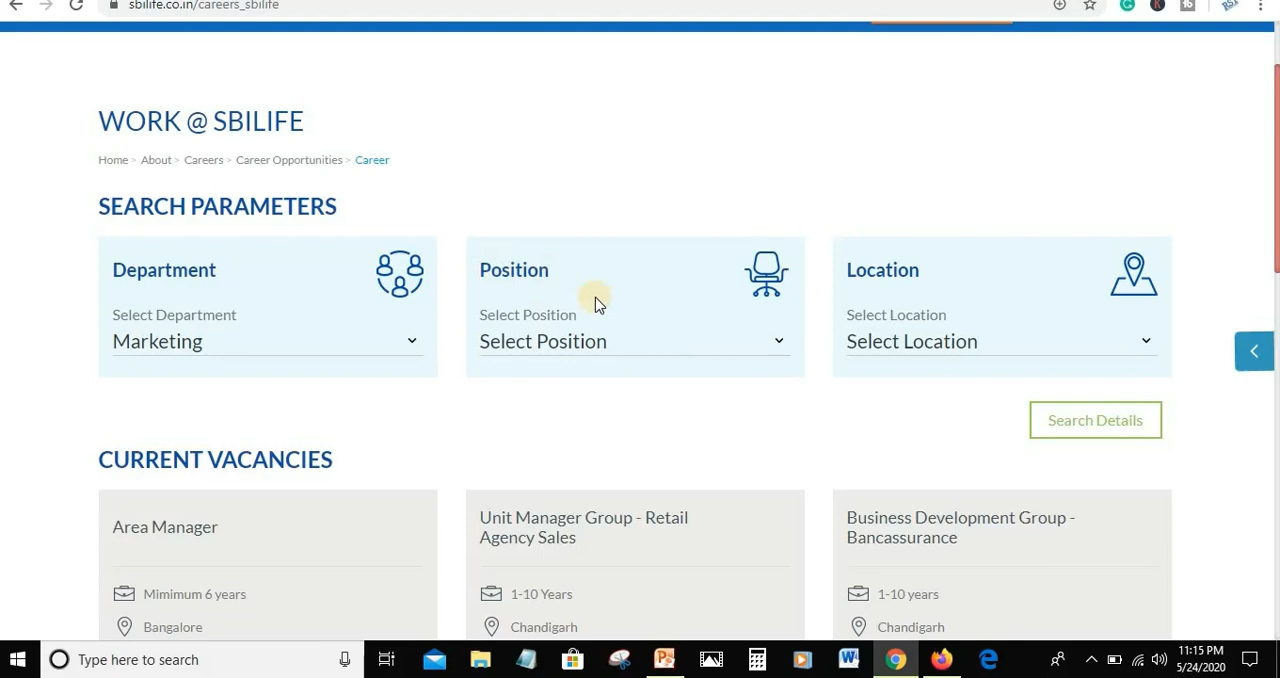 sbilife.co.in/careers_sbilife
WORK @ SBILIFE
Home > About > Careers > Career Opportunities > Career
SEARCH PARAMETERS
Department
Select Department
Marketing
Position
Select Position
Select Position
Location
Select Location
Select Location
Search Details
CURRENT VACANCIES
Area Manager
Mimimum 6 years
Bangalore
Unit Manager Group - Retail
Agency Sales
1-10 Years
Chandigarh
Business Development Group -
Bancassurance
1-10 years
Chandigarh
Type here to search
11:15 PM
5/24/2020